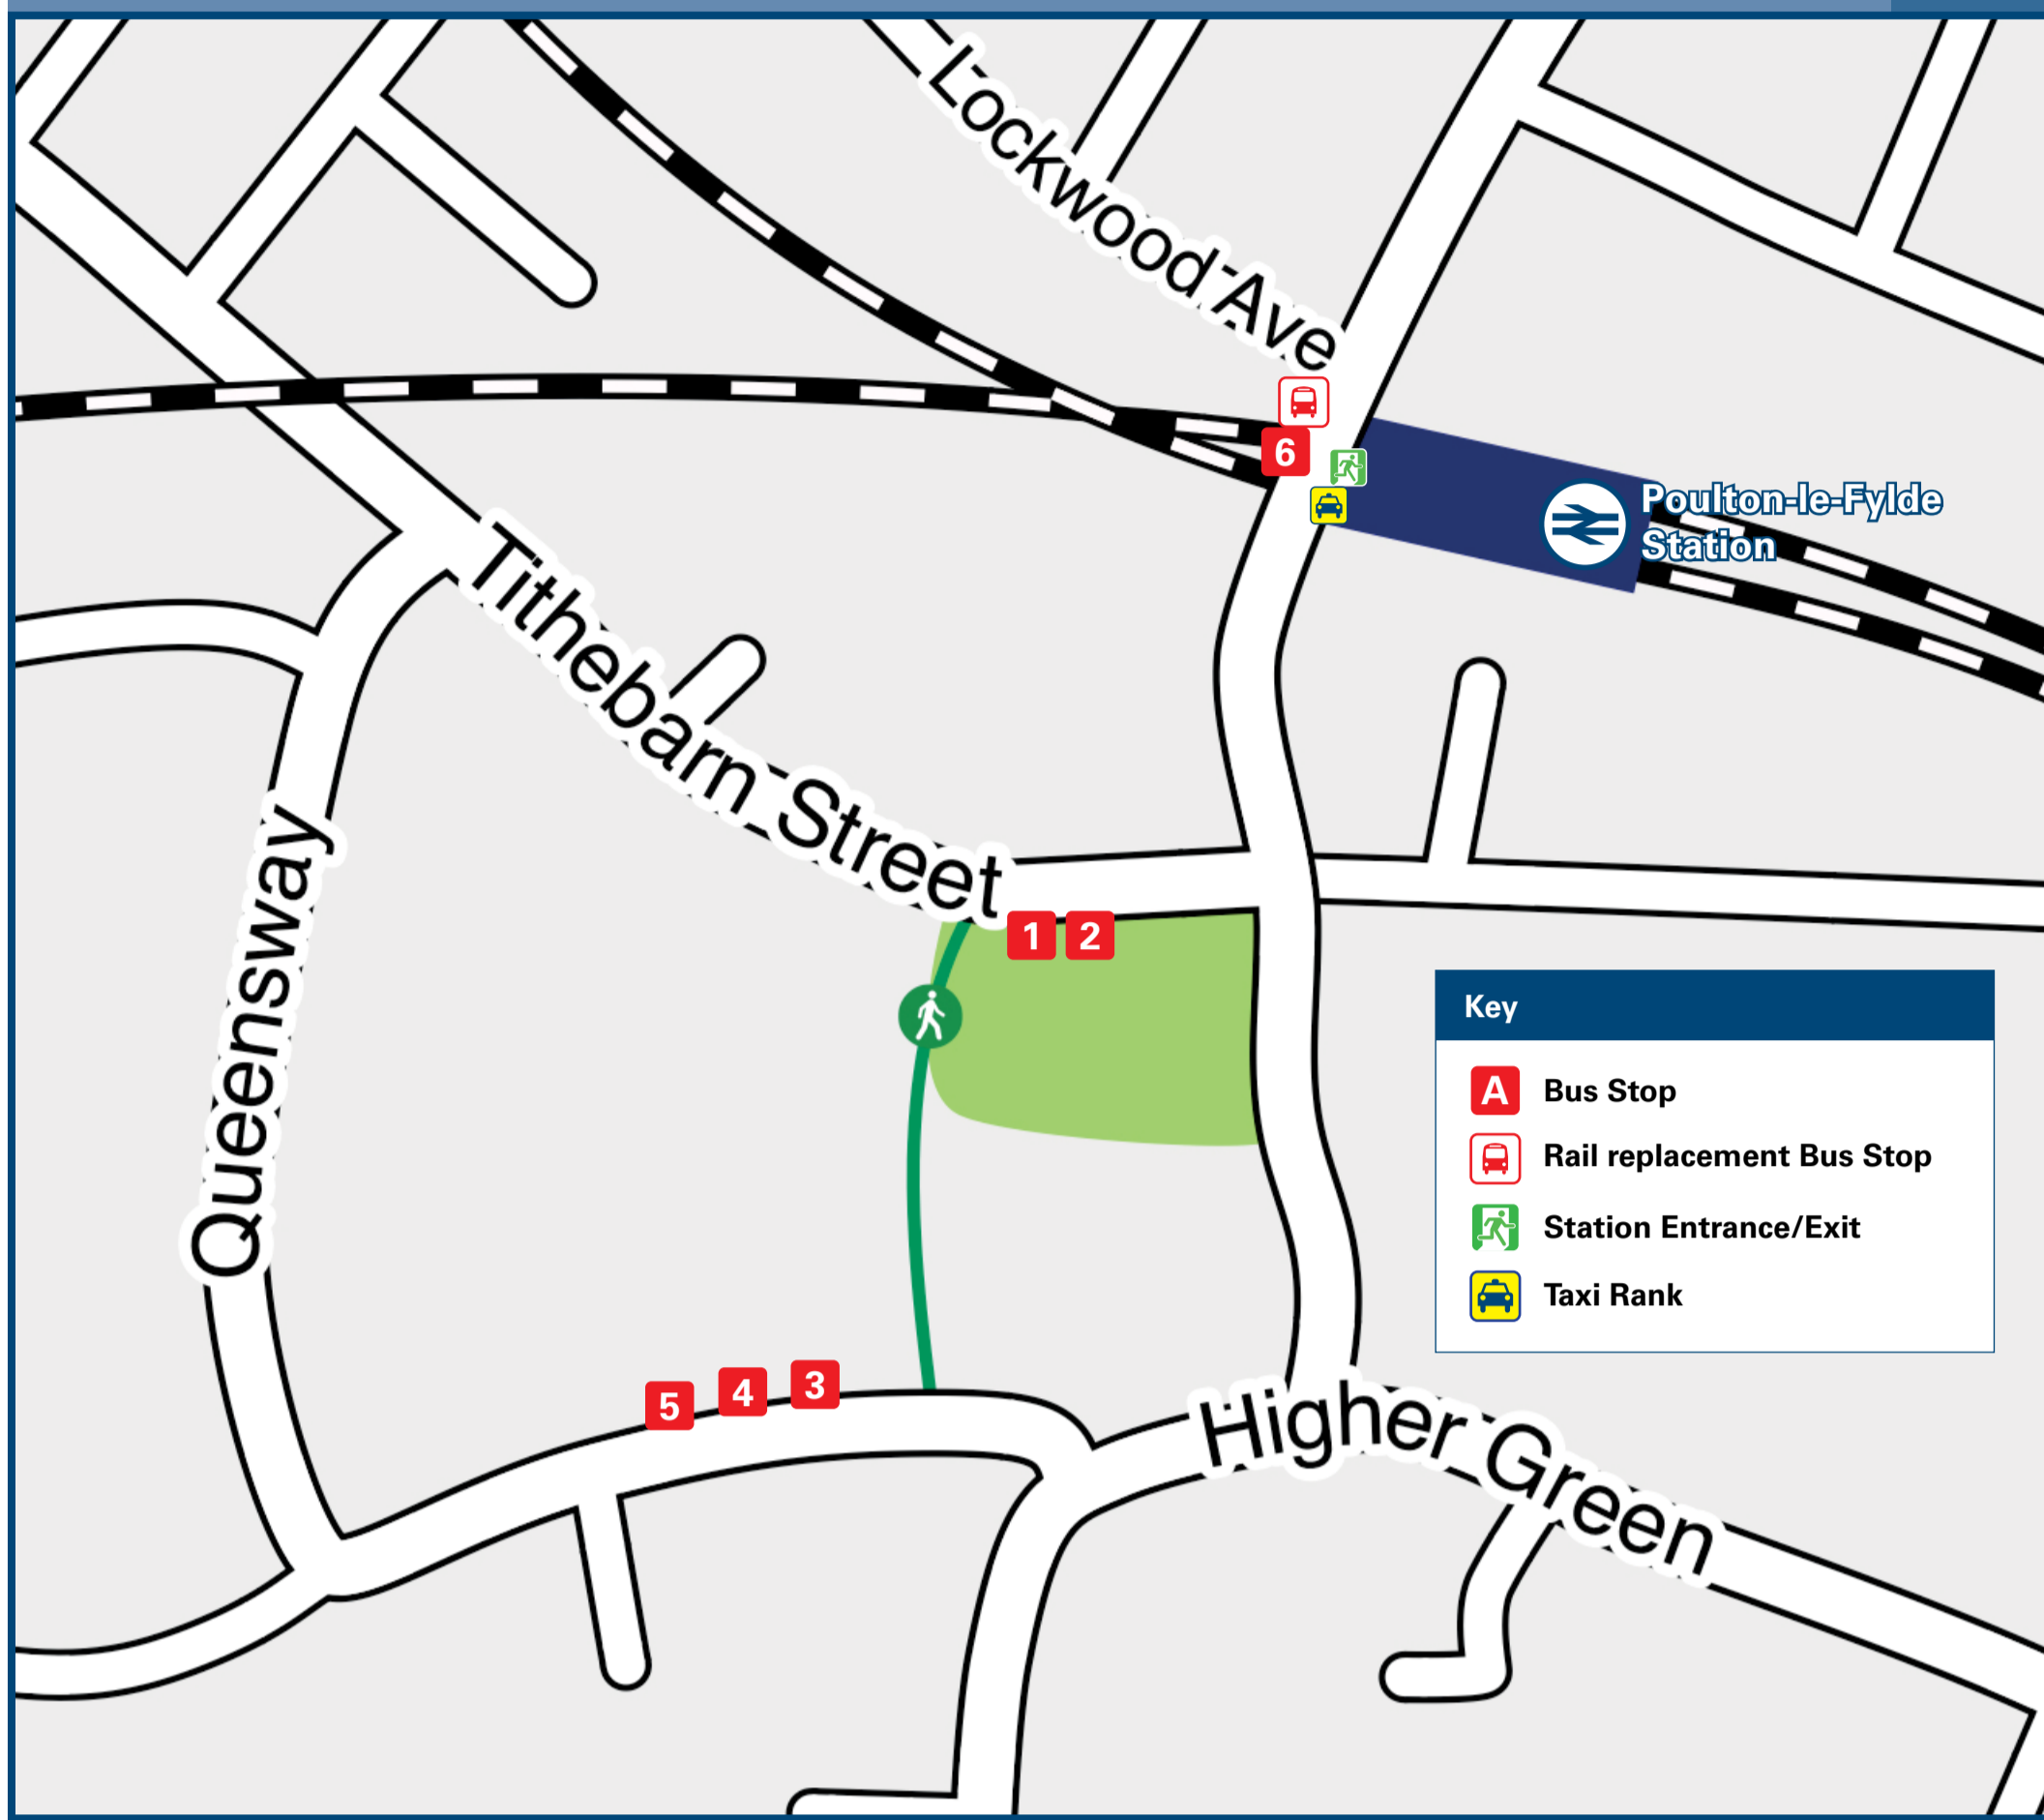 Lockwood Ave
6
Poulton-le-Fylde
Station
Tithebarn Street
1 2
Queensway
Key
A Bus Stop
Rail replacement Bus Stop
Station Entrance/Exit
Taxi Rank
5 4 3
Higher Green